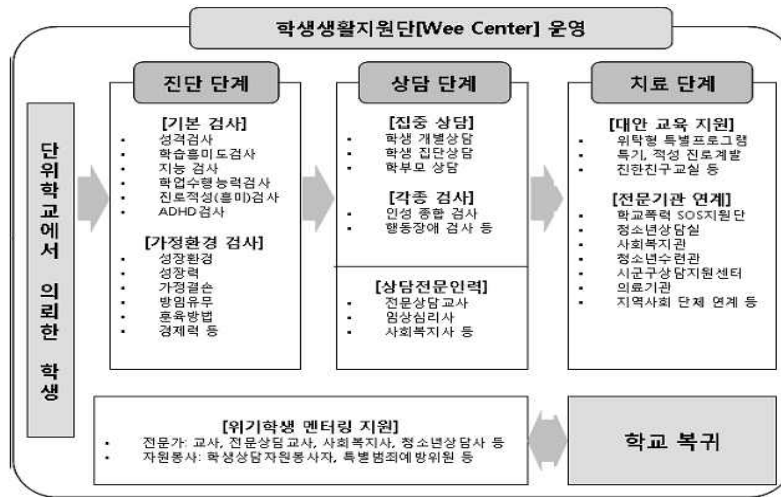 학생생활지원단[Wee Center] 운영
단위학교에서 의뢰한 학생
진단 단계
[기본 검사]
• 성격검사
• 학습흥미도검사
• 지능 검사
• 학업수행능력검사
• 진로적성(흥미)검사
• ADHD검사
[가정환경 검사]
• 성장환경
• 성장력
• 가정결손
• 방임유무
• 훈육방법
• 경제력 등
상담 단계
[집중 상담]
• 학생 개별상담
• 학생 집단상담
• 학부모 상담
[각종 검사]
• 인성 종합 검사
• 행동장애 검사 등
[상담전문인력]
• 전문상담교사
• 임상심리사
• 사회복지사 등
치료 단계
[대안 교육 지원]
• 위탁형 특별프로그램
• 특기, 적성 진로계발
• 진한친구교실 등
[전문기관 연계]
• 학교폭력 SOS지원단
• 청소년상담실
• 사회복지관
• 청소년수련관
• 시군구상담지원센터
• 의료기관
• 지역사회 단체 연계 등
[위기학생 멘터링 지원]
• 전문가: 교사, 전문상담교사, 사회복지사, 청소년상담사 등
• 자원봉사: 학생상담자원봉사자, 특별범죄예방위원 등
학교 복귀